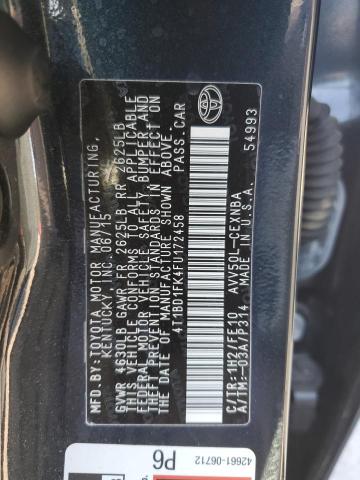 MFD.BY:TOYOTA MOTOR MANUFACTURING,
KENTUCKY, INC. 06/15
GVWR 4630LB GAWR FR 2625LB RR 2625LB
THIS VEHICLE CONFORMS TO ALL APPLICABLE
FEDERAL MOTOR VEHICLE SAFETY, BUMPER AND
THEFT PREVENTION STANDARDS IN EFFECT ON
THE DATE OF MANUFACTURE SHOWN ABOVE.
4T1BD1FK4FU172458 PASS.CAR
C/TR:1H2/FE10 AVV50L-CEXNBA
A/TM:-03A/P314 U.S.A.
54993
42661-06712
P6